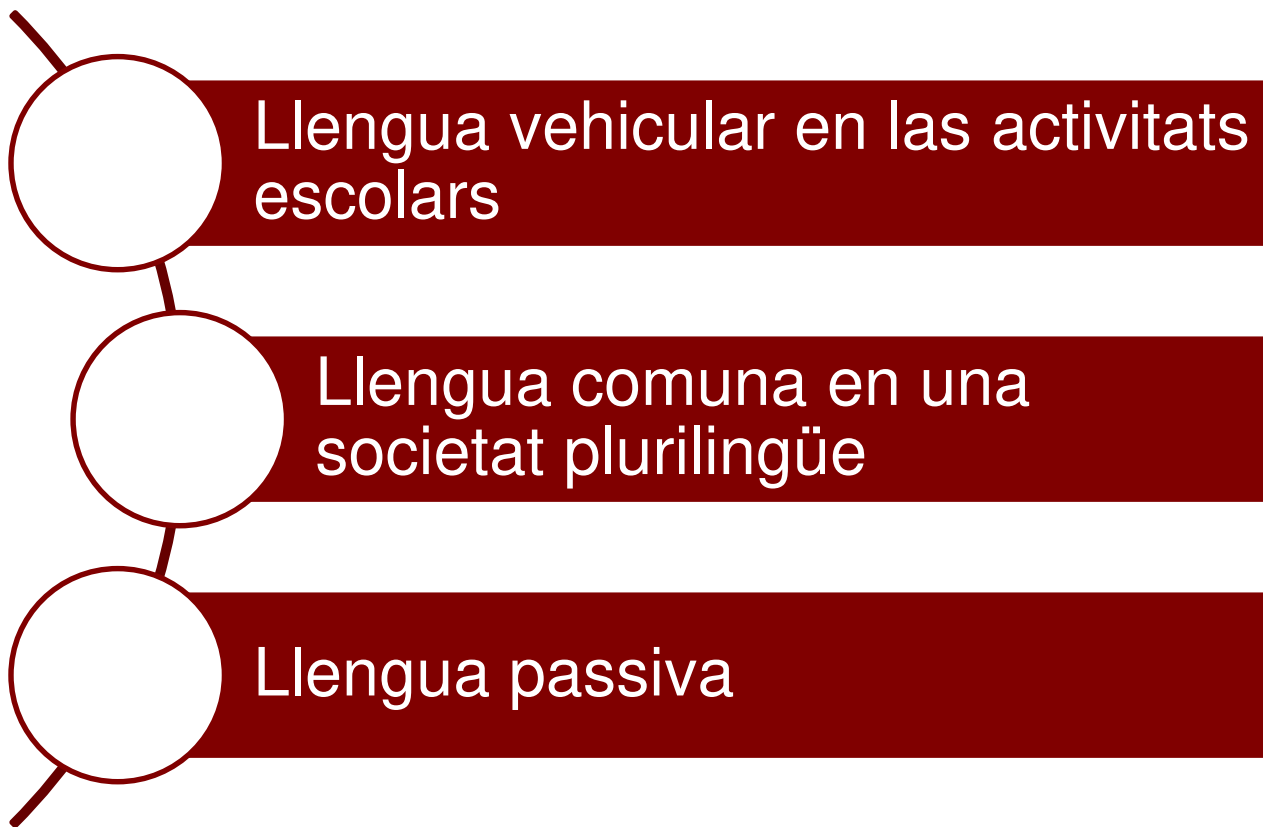 Llengua vehicular en las activitats
escolars
Llengua comuna en una
societat plurilingüe
Llengua passiva